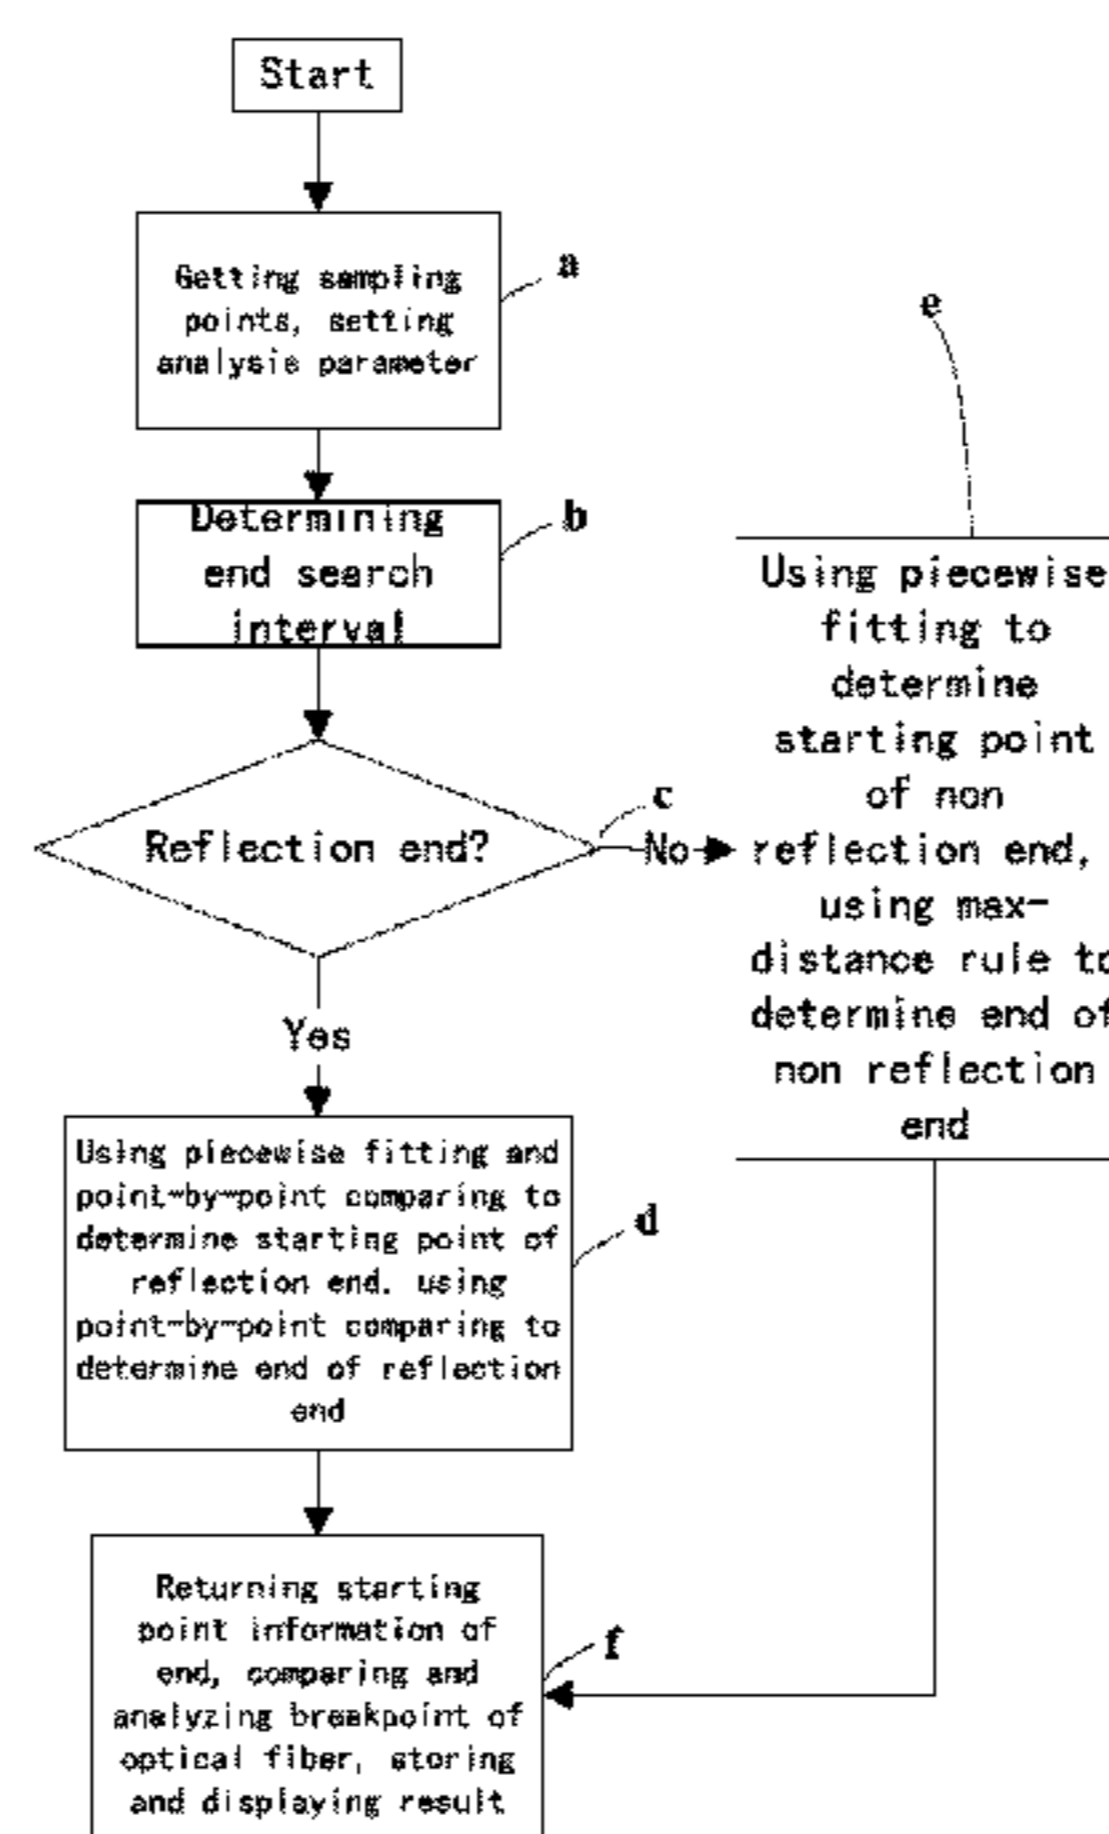 Start
Getting sampling
points, setting
analysis parameter
a
Determining
end search
interval
b
Reflection end?
c
No
Yes
Using piecewise fitting and
point-by-point comparing to
determine starting point of
reflection end. using
point-by-point comparing to
determine end of reflection
end
d
e
Using piecewise
fitting to
determine
starting point
of non
reflection end,
using max-
distance rule to
determine end of
non reflection
end
Returning starting
point information of
end, comparing and
analyzing breakpoint of
optical fiber, storing
and displaying result
f